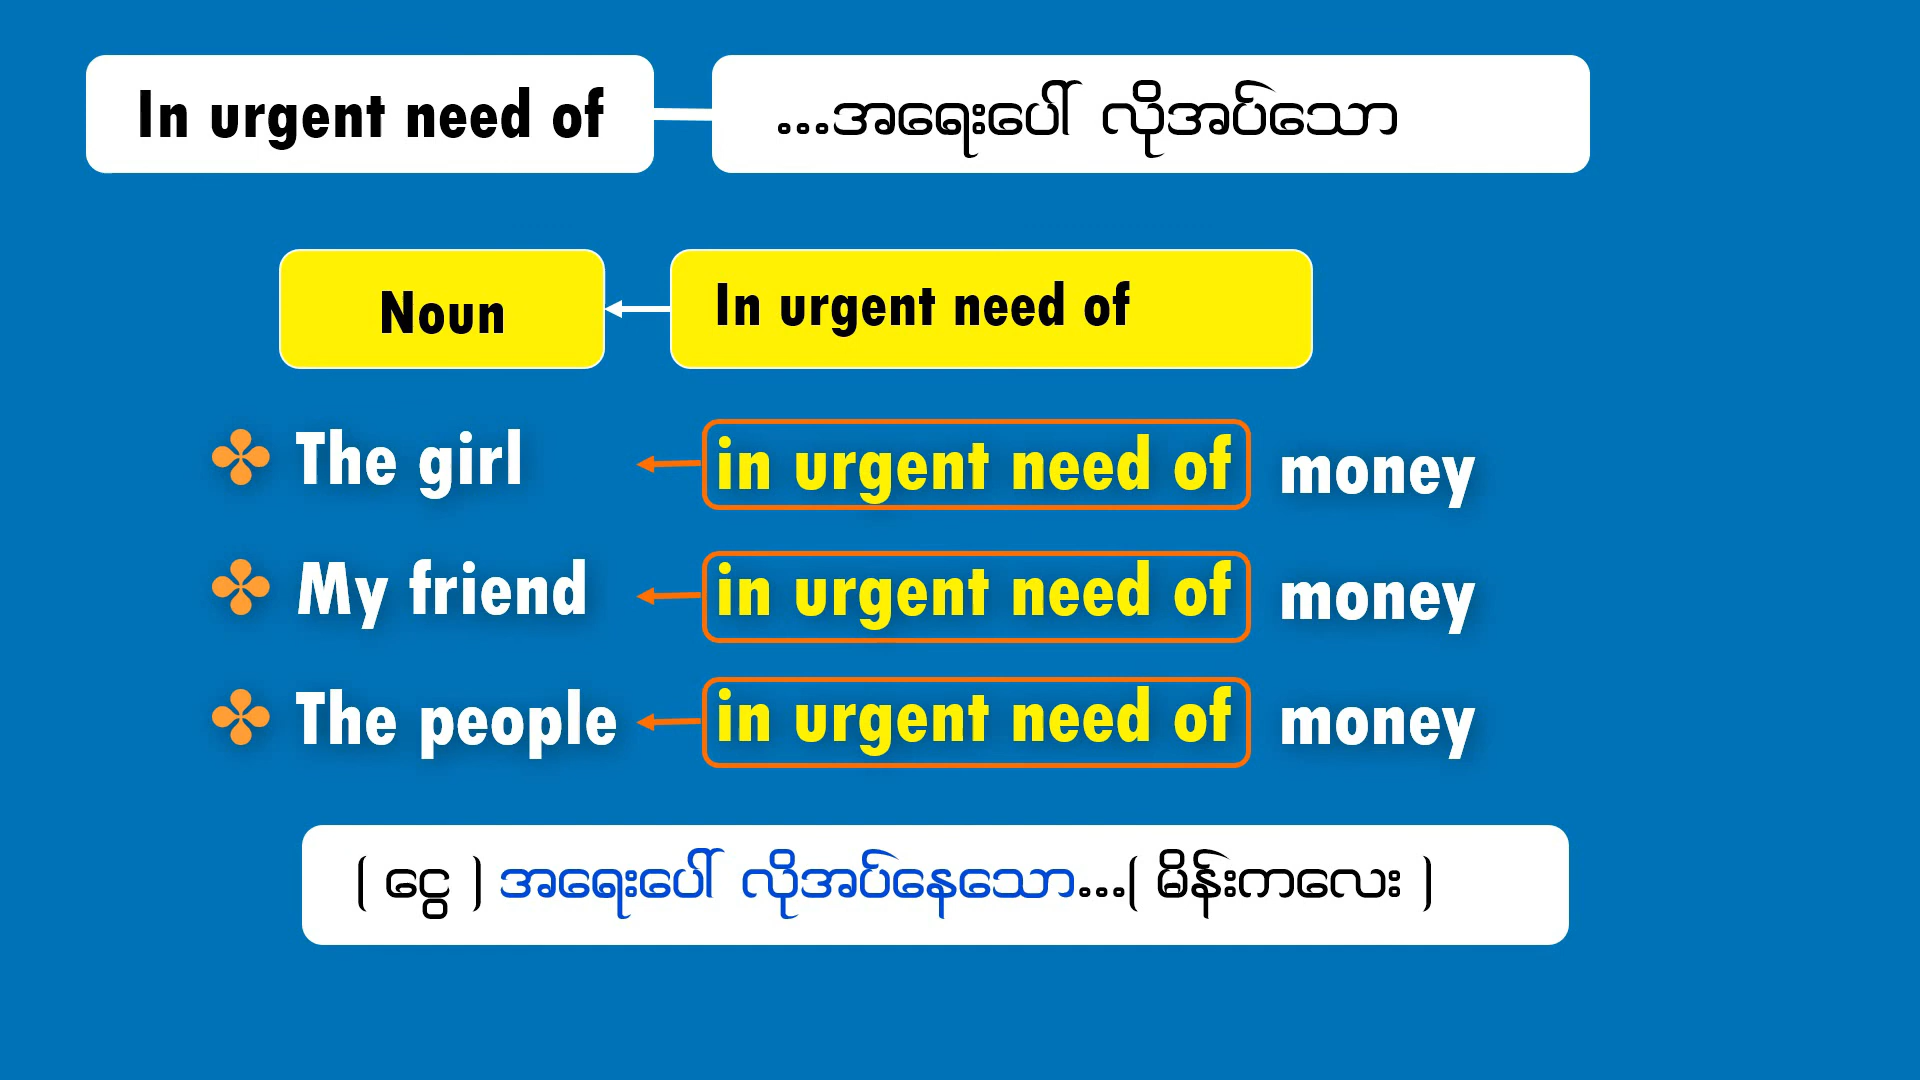 In urgent need of ...အရေးပေါ် လိုအပ်သော
Noun In urgent need of
The girl in urgent need of money
My friend in urgent need of money
The people in urgent need of money
( ငွေ ) အရေးပေါ် လိုအပ်နေသော...( မိန်းကလေး )